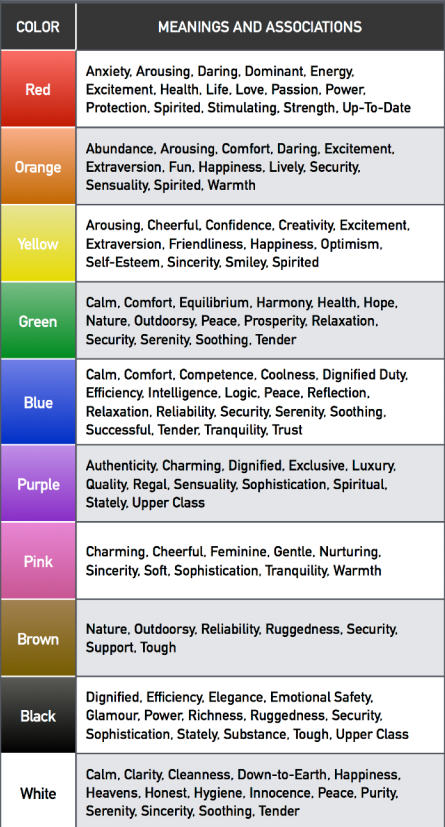 COLOR MEANINGS AND ASSOCIATIONS
Red
Anxiety, Arousing, Daring, Dominant, Energy,
Excitement, Health, Life, Love, Passion, Power,
Protection, Spirited, Stimulating, Strength, Up-To-Date
Orange
Abundance, Arousing, Comfort, Daring, Excitement,
Extraversion, Fun, Happiness, Lively, Security,
Sensuality, Spirited, Warmth
Yellow
Arousing, Cheerful, Confidence, Creativity, Excitement,
Extraversion, Friendliness, Happiness, Optimism,
Self-Esteem, Sincerity, Smiley, Spirited
Green
Calm, Comfort, Equilibrium, Harmony, Health, Hope,
Nature, Outdoorsy, Peace, Prosperity, Relaxation,
Security, Serenity, Soothing, Tender
Blue
Calm, Comfort, Competence, Coolness, Dignified Duty,
Efficiency, Intelligence, Logic, Peace, Reflection,
Relaxation, Reliability, Security, Serenity, Soothing,
Successful, Tender, Tranquility, Trust
Purple
Authenticity, Charming, Dignified, Exclusive, Luxury,
Quality, Regal, Sensuality, Sophistication, Spiritual,
Stately, Upper Class
Pink
Charming, Cheerful, Feminine, Gentle, Nurturing,
Sincerity, Soft, Sophistication, Tranquility, Warmth
Brown
Nature, Outdoorsy, Reliability, Ruggedness, Security,
Support, Tough
Black
Dignified, Efficiency, Elegance, Emotional Safety,
Glamour, Power, Richness, Ruggedness, Security,
Sophistication, Stately, Substance, Tough, Upper Class
White
Calm, Clarity, Cleanness, Down-to-Earth, Happiness,
Heavens, Honest, Hygiene, Innocence, Peace, Purity,
Serenity, Sincerity, Soothing, Tender